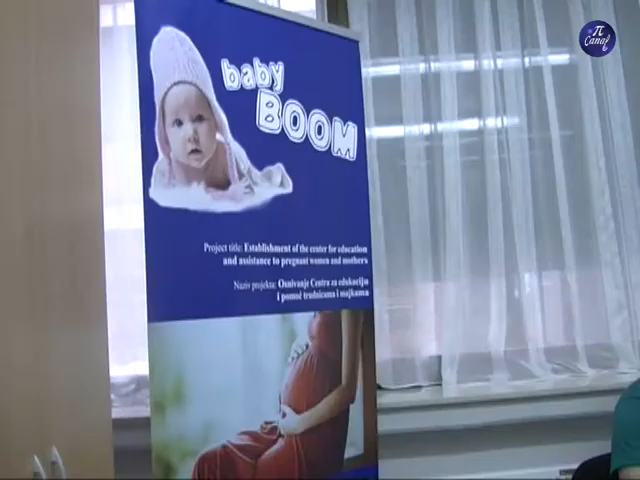 π
Canal
baby
BOOM
Project title: Establishment of the center for education
and assistance to pregnant women and mothers
Naziv projekta: Osnivanje Centra za edukaciju
i pomoć trudnicama i majkama